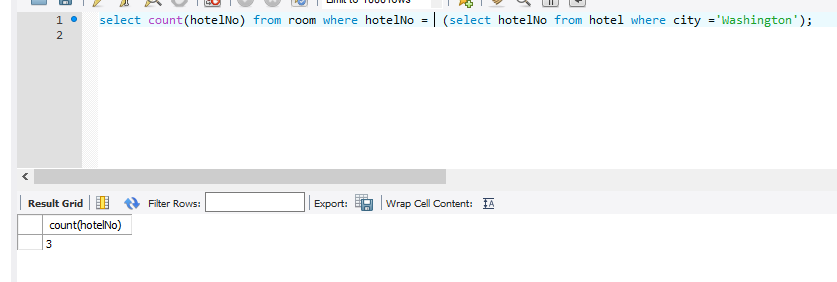 1 select count(hotelNo) from room where hotelNo = (select hotelNo from hotel where city ='Washington');
2
Result Grid Filter Rows: Export: Wrap Cell Content:
count(hotelNo)
3